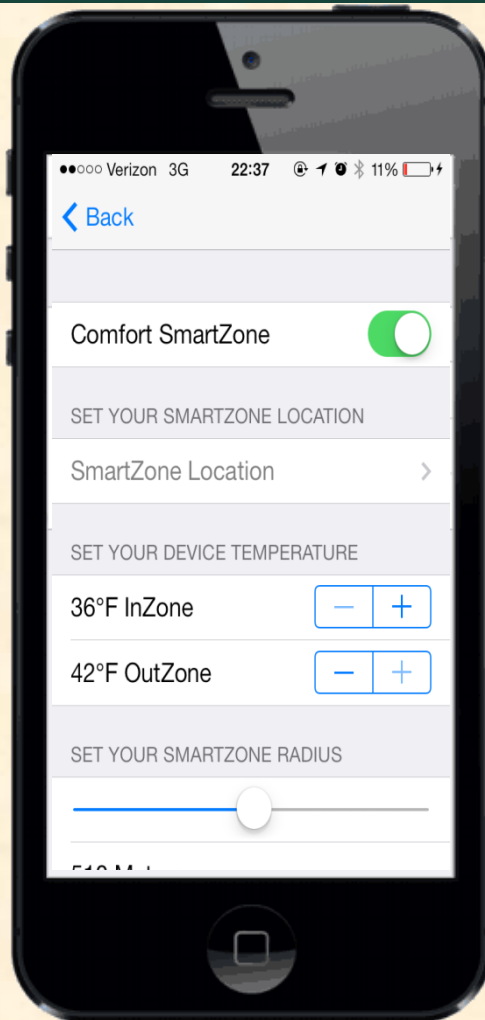 Verizon 3G 22:37 11%
Back
Comfort SmartZone
SET YOUR SMARTZONE LOCATION
SmartZone Location
SET YOUR DEVICE TEMPERATURE
36°F InZone
42°F OutZone
SET YOUR SMARTZONE RADIUS